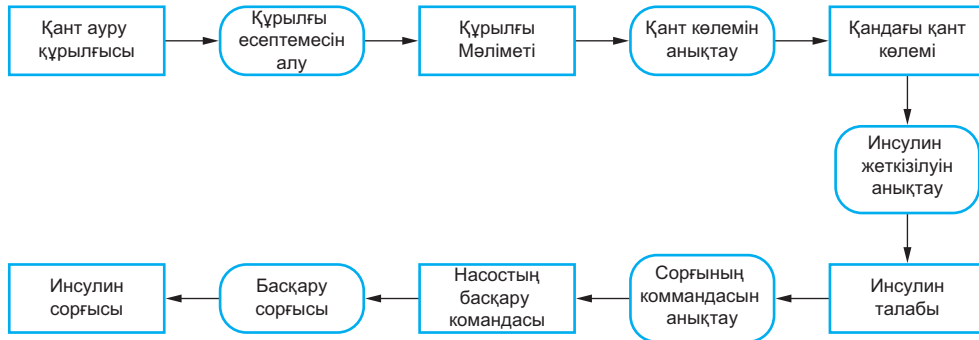 Қант ауру
құрылғысы
Құрылғы
есептемесін
алу
Құрылғы
Мәліметі
Қант көлемін
анықтау
Қандағы қант
көлемі
Инсулин
жеткізілуін
анықтау
Инсулин
талабы
Сорғының
коммандасын
анықтау
Насостың
басқару
командасы
Басқару
сорғысы
Инсулин
сорғысы